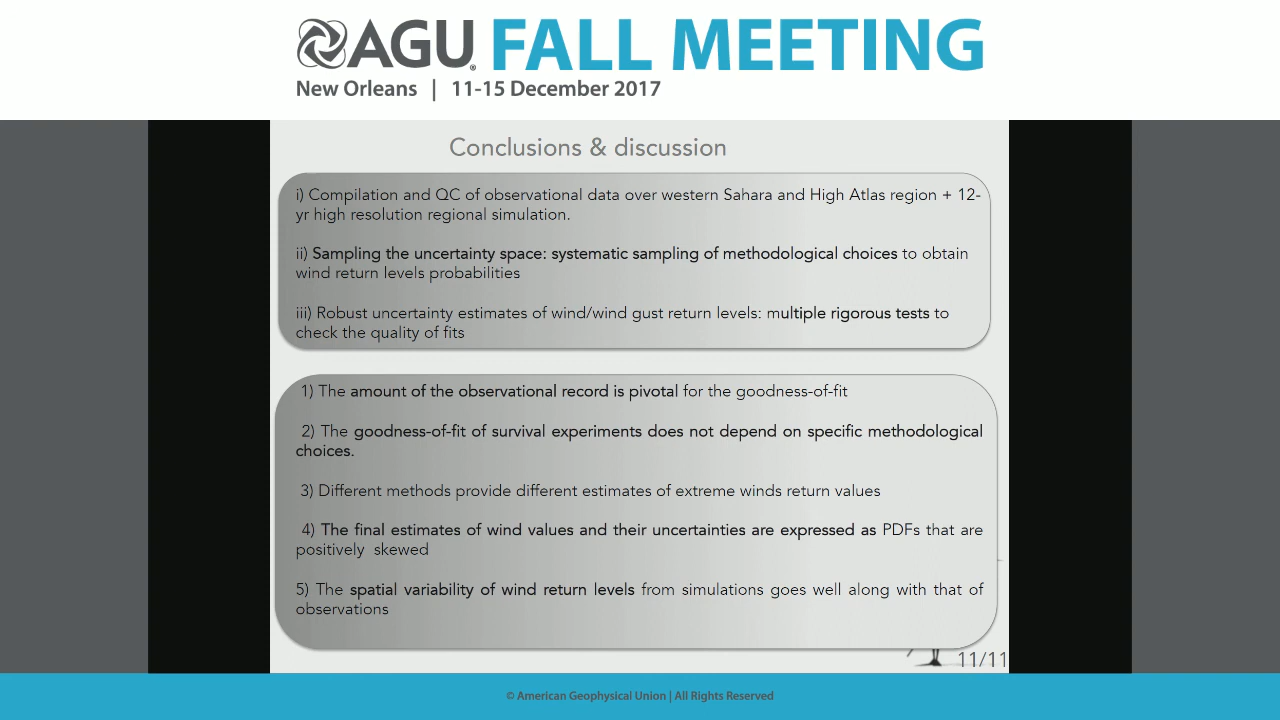 AGU FALL MEETING
New Orleans | 11-15 December 2017
Conclusions & discussion
i) Compilation and QC of observational data over western Sahara and High Atlas region + 12-
yr high resolution regional simulation.
ii) Sampling the uncertainty space: systematic sampling of methodological choices to obtain
wind return levels probabilities
iii) Robust uncertainty estimates of wind/wind gust return levels: multiple rigorous tests to
check the quality of fits
1) The amount of the observational record is pivotal for the goodness-of-fit
2) The goodness-of-fit of survival experiments does not depend on specific methodological
choices.
3) Different methods provide different estimates of extreme winds return values
4) The final estimates of wind values and their uncertainties are expressed as PDFs that are
positively skewed
5) The spatial variability of wind return levels from simulations goes well along with that of
observations
11/11
© American Geophysical Union | All Rights Reserved